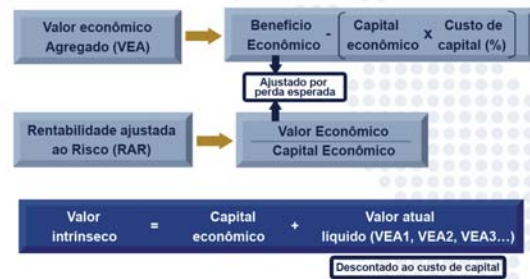 Valor econômico
Agregado (VEA)
Benefício
Econômico
-
Capital
econômico
x
Custo de
capital (%)
Ajustado por
perda esperada
Rentabilidade ajustada
ao Risco (RAR)
Valor Econômico
Capital Econômico
Valor
intrínseco
=
Capital
econômico
+
Valor atual
líquido (VEA1, VEA2, VEA3...)
Descontado ao custo de capital